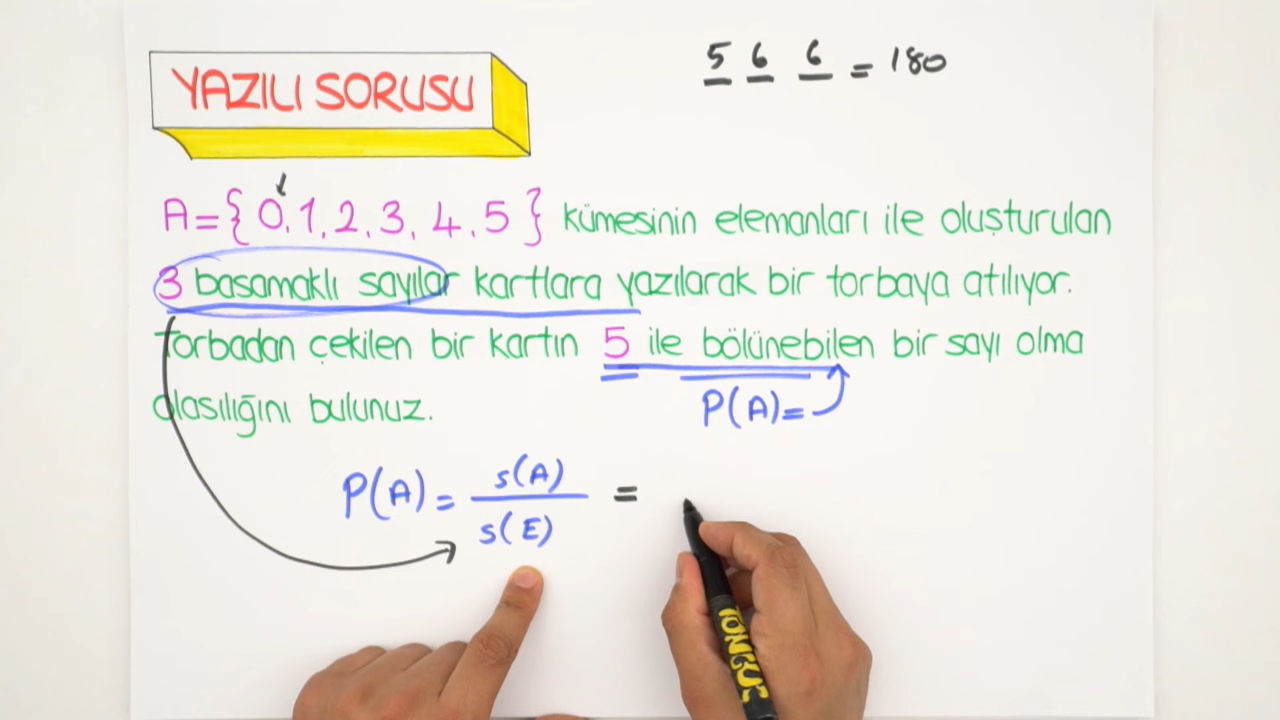 YAZILI SORUSU
5 6 6 = 180
A={0,1,2,3,4,5} kümesinin elemanları ile oluşturulan
3 basamaklı sayılar kartlara yazılarak bir torbaya atılıyor.
Torbadan çekilen bir kartın 5 ile bölünebilen bir sayı olma
olasılığını bulunuz.
P(A)=
P(A) = s(A) / s(E) =
TONGUÇ